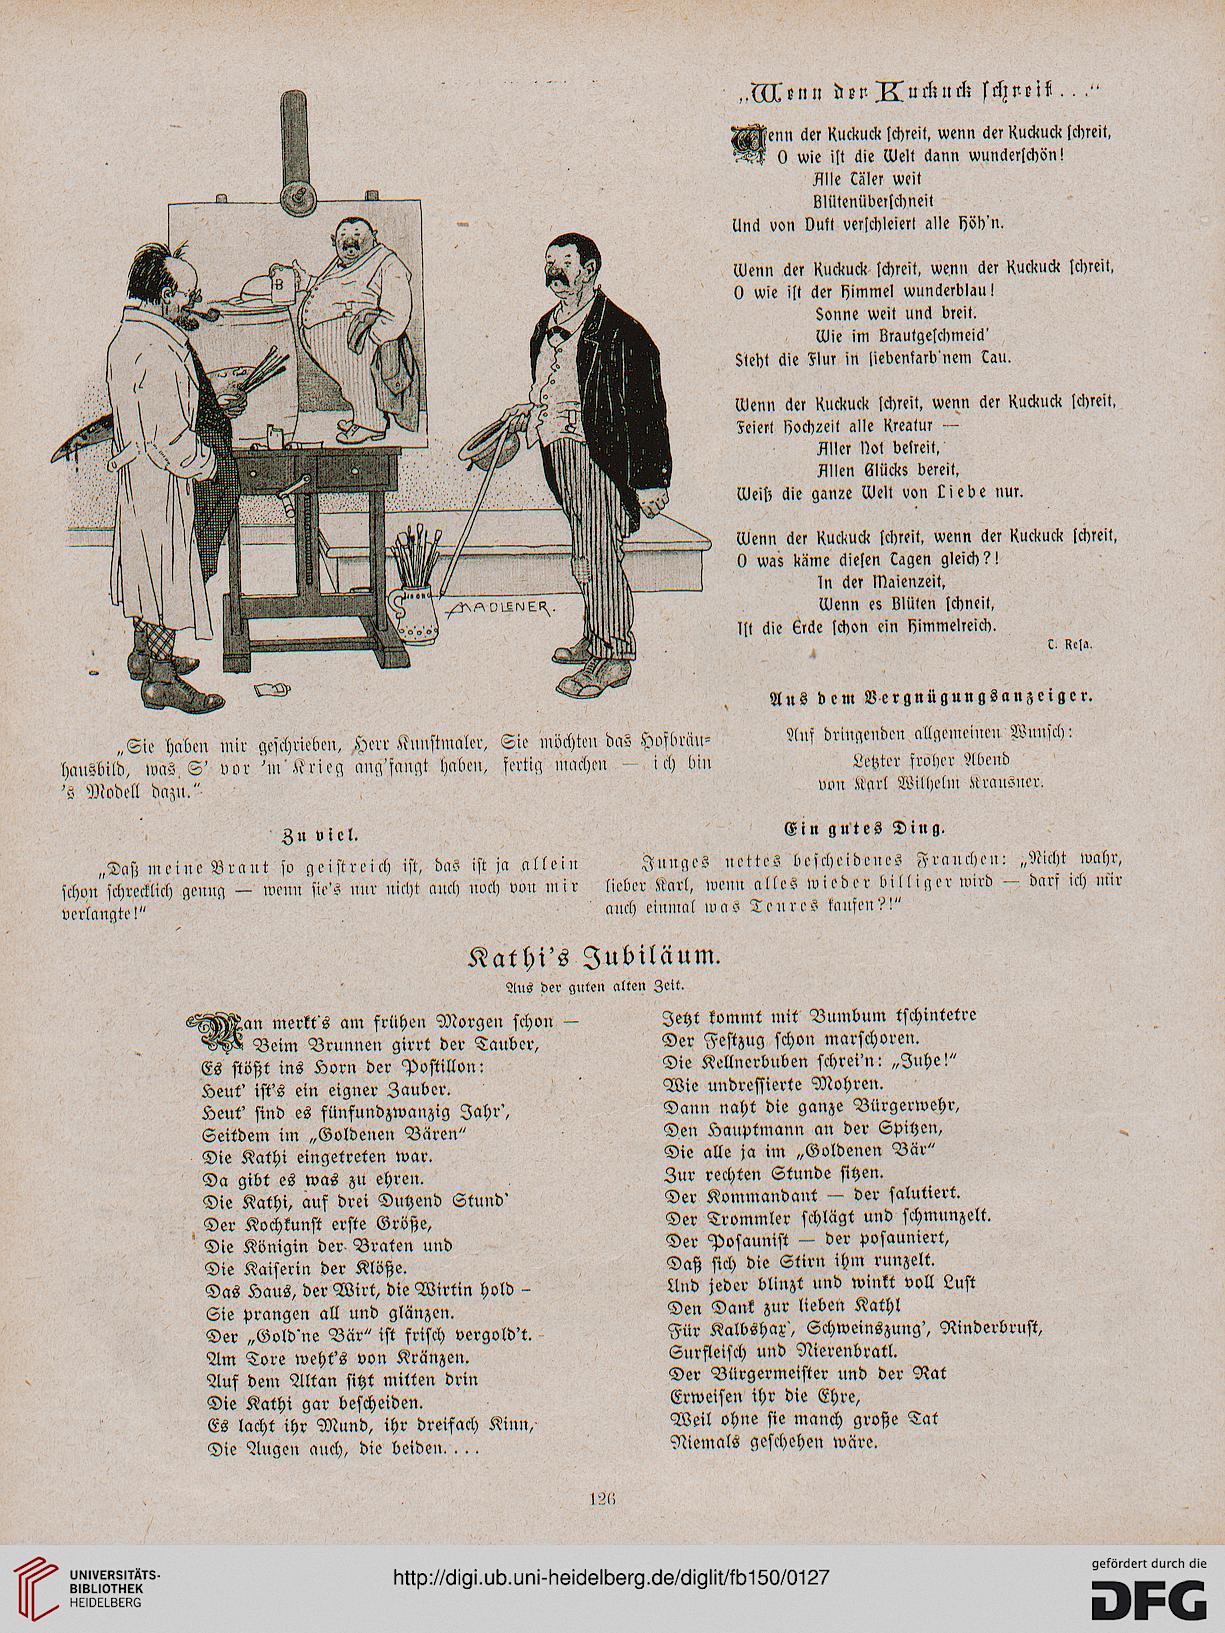 MADLENER.
„Sie haben mir geschrieben, Herr Kunstmaler, Sie möchten das Hofbräu-
hausbild, was S' vor 'm Krieg ang'fangt haben, fertig machen — ich bin
's Modell dazu.“
„Wenn der Kuckuck schreit...“
Wenn der Kuckuck schreit, wenn der Kuckuck schreit,
O wie ist die Welt dann wunderschön!
Alle Täler weit
Blütenüberschneit
Und von Duft verschleiert alle Höh'n.
Wenn der Kuckuck schreit, wenn der Kuckuck schreit,
O wie ist der Himmel wunderblau!
Sonne weit und breit.
Wie im Brautgeschmeid'
Steht die Flur in siebenfarb'nem Tau.
Wenn der Kuckuck schreit, wenn der Kuckuck schreit,
Feiert Hochzeit alle Kreatur —
Aller Not befreit,
Allen Glücks bereit,
Weiß die ganze Welt von Liebe nur.
Wenn der Kuckuck schreit, wenn der Kuckuck schreit,
O was käme diesen Tagen gleich?!
In der Maienzeit,
Wenn es Blüten schneit,
Ist die Erde schon ein Himmelreich.
T. Resa.
Aus dem Vergnügungsanzeiger.
Auf dringenden allgemeinen Wunsch:
Letzter froher Abend
von Karl Wilhelm Krausner.
Zu viel.
„Daß meine Braut so geistreich ist, das ist ja allein
schon schrecklich genug — wenn sie's nur nicht auch noch von mir
verlangte!“
Ein gutes Ding.
Junges nettes bescheidenes Frauchen: „Nicht wahr,
lieber Karl, wenn alles wieder billiger wird — darf ich mir
auch einmal was Teures kaufen?!“
Kathi's Jubiläum.
Aus der guten alten Zeit.
Man merkt's am frühen Morgen schon —
Beim Brunnen girrt der Tauber,
Es stößt ins Horn der Postillon:
Heut' ist's ein eigner Zauber.
Heut' sind es fünfundzwanzig Jahr',
Seitdem im „Goldenen Bären“
Die Kathi eingetreten war.
Da gibt es was zu ehren.
Die Kathi, auf drei Dutzend Stund'
Der Kochkunst erste Größe,
Die Königin der Braten und
Die Kaiserin der Klöße.
Das Haus, der Wirt, die Wirtin hold –
Sie prangen all und glänzen.
Der „Gold'ne Bär“ ist frisch vergold't.
Am Tore weht's von Kränzen.
Auf dem Altan sitzt mitten drin
Die Kathi gar bescheiden.
Es lacht ihr Mund, ihr dreifach Kinn,
Die Augen auch, die beiden....
Jetzt kommt mit Bumbum tschintetre
Der Festzug schon marschoren.
Die Kellnerbuben schrei'n: „Juhe!“
Wie undressierte Mohren.
Dann naht die ganze Bürgerwehr,
Den Hauptmann an der Spitzen,
Die alle ja im „Goldenen Bär“
Zur rechten Stunde sitzen.
Der Kommandant — der salutiert.
Der Trommler schlägt und schmunzelt.
Der Posaunist — der posauniert,
Daß sich die Stirn ihm runzelt.
Und jeder blinzt und winkt voll Lust
Den Dank zur lieben Kathl
Für Kalbshax', Schweinszung', Rinderbrust,
Surfleisch und Nierenbratl.
Der Bürgermeister und der Rat
Erweisen ihr die Ehre,
Weil ohne sie manch große Tat
Niemals geschehen wäre.
126
UNIVERSITÄTS-
BIBLIOTHEK
HEIDELBERG
http://digi.ub.uni-heidelberg.de/diglit/fb150/0127
gefördert durch die
DFG